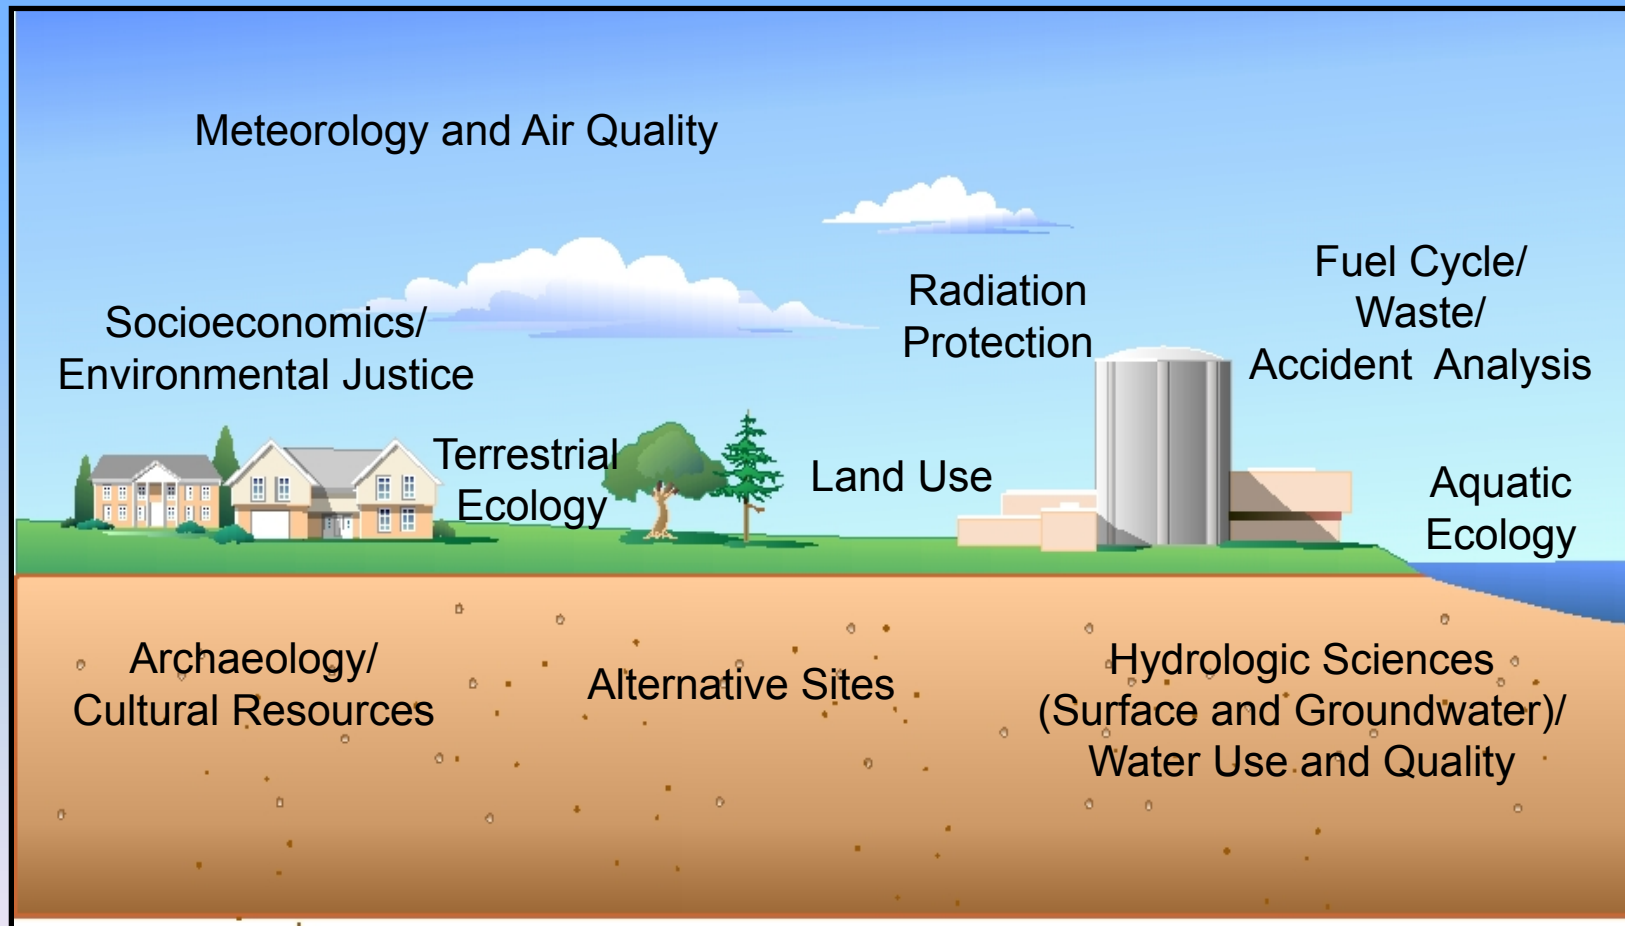 Meteorology and Air Quality
Socioeconomics/
Environmental Justice
Radiation
Protection
Fuel Cycle/
Waste/
Accident Analysis
Terrestrial
Ecology
Land Use
Aquatic
Ecology
Archaeology/
Cultural Resources
Alternative Sites
Hydrologic Sciences
(Surface and Groundwater)/
Water Use and Quality